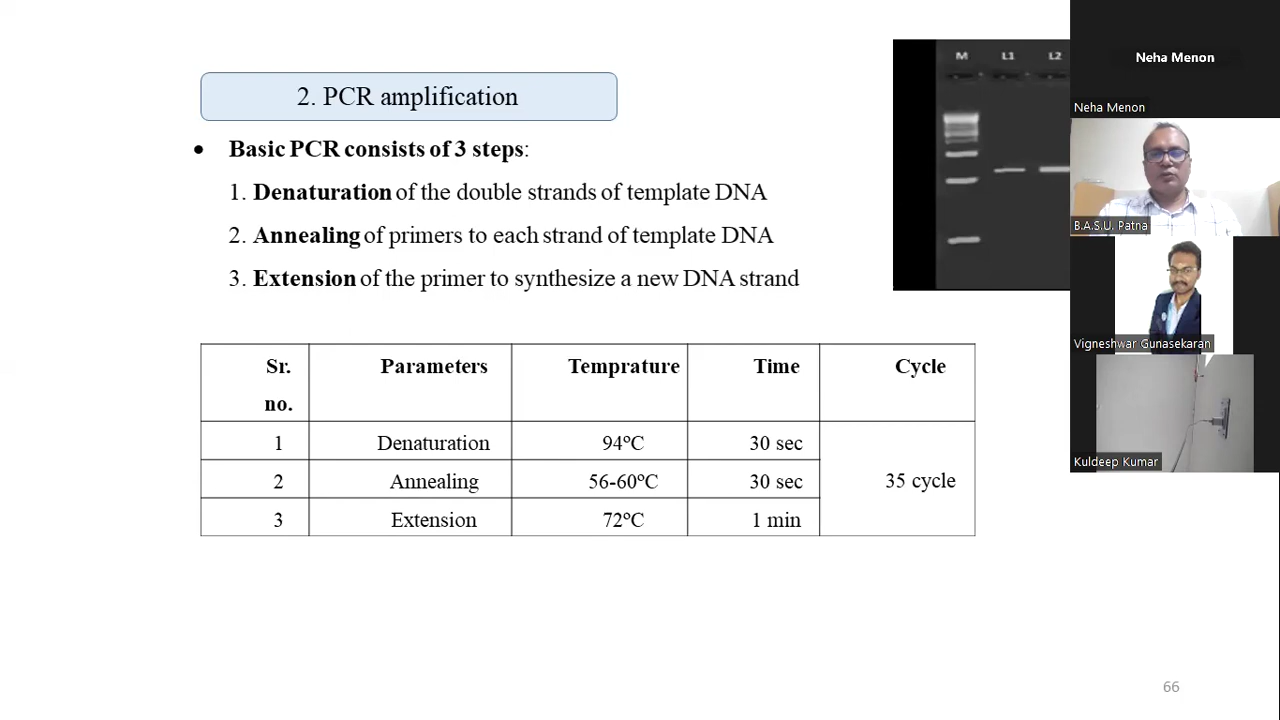 2. PCR amplification
• Basic PCR consists of 3 steps:
1. Denaturation of the double strands of template DNA
2. Annealing of primers to each strand of template DNA
3. Extension of the primer to synthesize a new DNA strand
M L1 L2
Sr. no. Parameters Temprature Time Cycle
1 Denaturation 94°C 30 sec
2 Annealing 56-60°C 30 sec 35 cycle
3 Extension 72°C 1 min
66
Neha Menon
Neha Menon
B.A.S.U. Patna
Vigneshwar Gunasekaran
Kuldeep Kumar